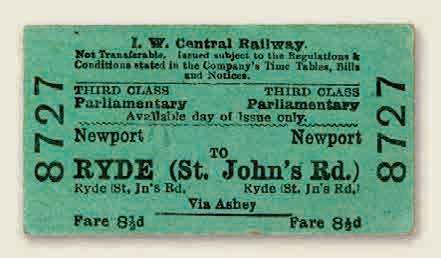 I. W. Central Railway.
Not Transferable. Issued subject to the Regulations &
Conditions stated in the Company's Time Tables, Bills
and Notices.
THIRD CLASS THIRD CLASS
Parliamentary Parliamentary
Available day of Issue only.
Newport Newport
TO
RYDE (St. John's Rd.)
Ryde (St. Jn's Rd. Ryde (St. Jn's Rd.)
Via Ashey
Fare 8½d Fare 8½d
8727 8727